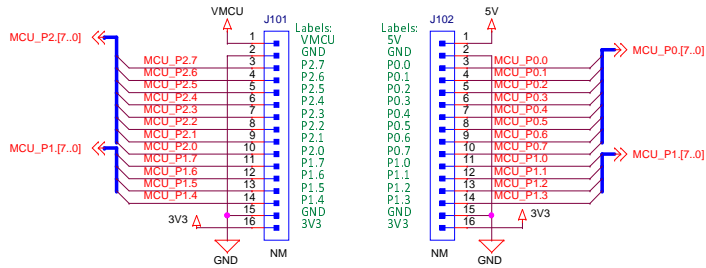 VMCU J101 J102 5V
Labels: Labels:
MCU_P2.[7..0] 1 VMCU 5V 1 MCU_P0.[7..0]
2 GND GND 2
MCU_P2.7 3 P2.7 P0.0 3 MCU_P0.0
MCU_P2.6 4 P2.6 P0.1 4 MCU_P0.1
MCU_P2.5 5 P2.5 P0.2 5 MCU_P0.2
MCU_P2.4 6 P2.4 P0.3 6 MCU_P0.3
MCU_P2.3 7 P2.3 P0.4 7 MCU_P0.4
MCU_P2.2 8 P2.2 P0.5 8 MCU_P0.5
MCU_P2.1 9 P2.1 P0.6 9 MCU_P0.6
MCU_P1.[7..0] MCU_P2.0 10 P2.0 P0.7 10 MCU_P0.7 MCU_P1.[7..0]
MCU_P1.7 11 P1.7 P1.0 11 MCU_P1.0
MCU_P1.6 12 P1.6 P1.1 12 MCU_P1.1
MCU_P1.5 13 P1.5 P1.2 13 MCU_P1.2
MCU_P1.4 14 P1.4 P1.3 14 MCU_P1.3
3V3 15 GND GND 15 3V3
16 3V3 3V3 16
GND NM NM GND